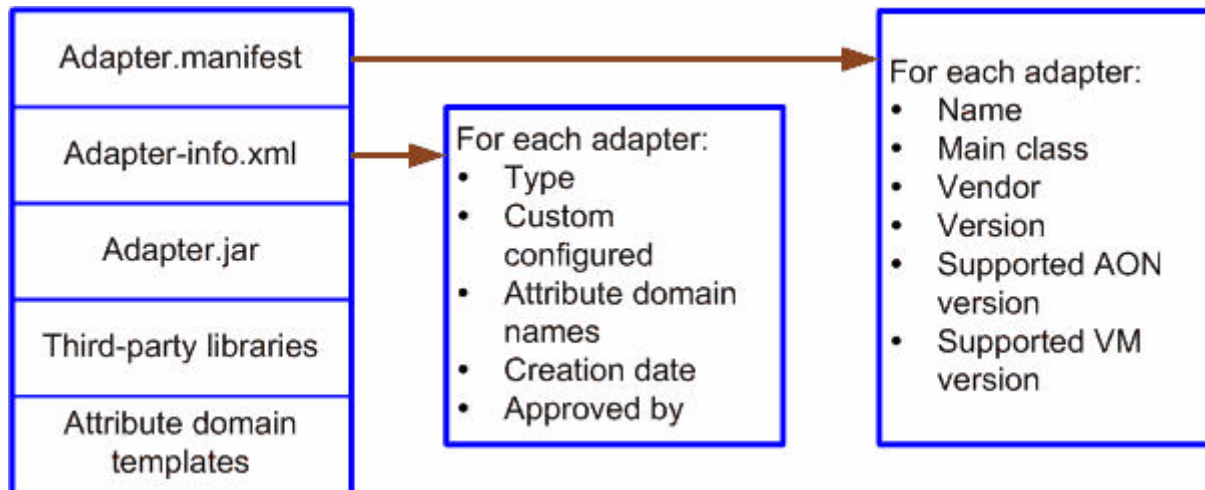 Adapter.manifest
Adapter-info.xml
Adapter.jar
Third-party libraries
Attribute domain
templates
For each adapter:
• Type
• Custom
configured
• Attribute domain
names
• Creation date
• Approved by
For each adapter:
• Name
• Main class
• Vendor
• Version
• Supported AON
version
• Supported VM
version